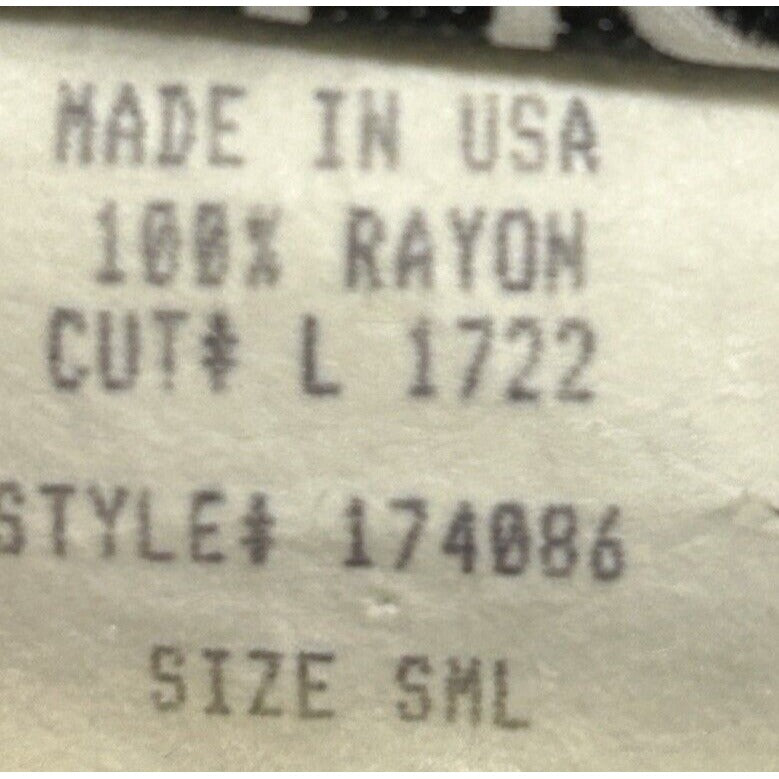 MADE IN USA
100% RAYON
CUT# L 1722
STYLE# 174086
SIZE SML